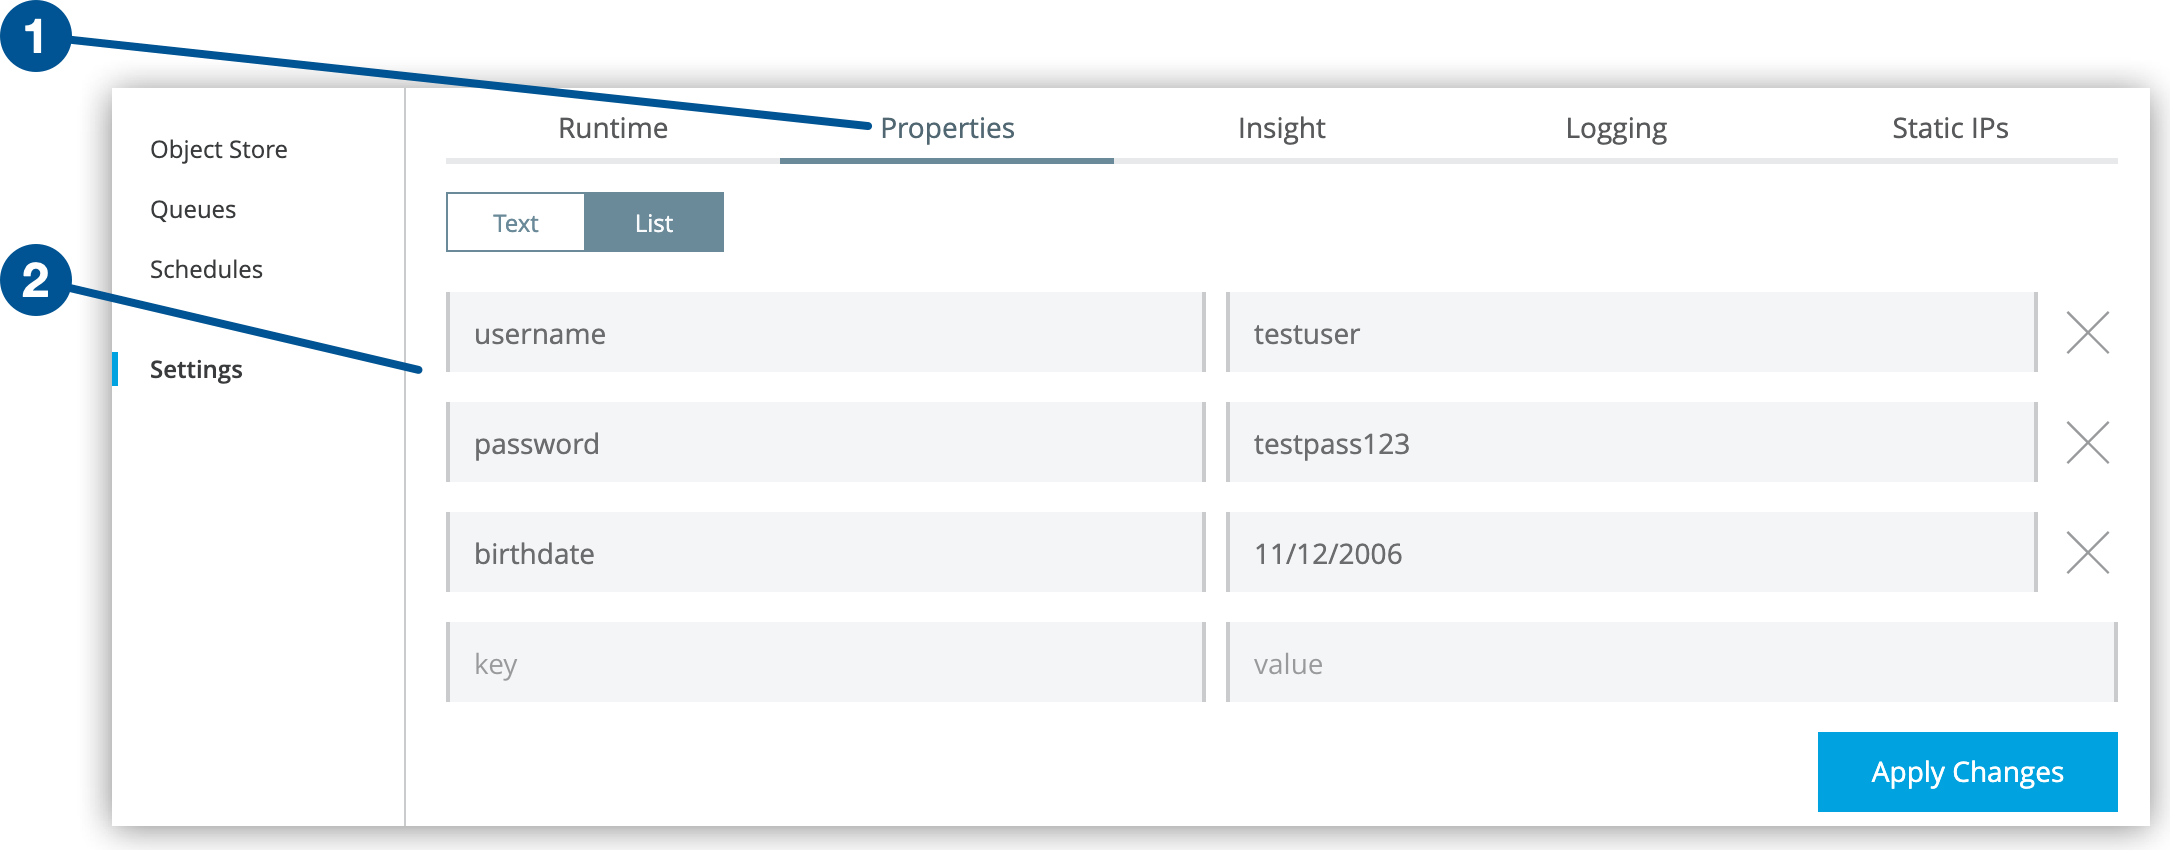 1
Runtime Properties Insight Logging Static IPs
Object Store
Queues
Schedules
Settings
2
Text List
username testuser
password testpass123
birthdate 11/12/2006
key value
Apply Changes